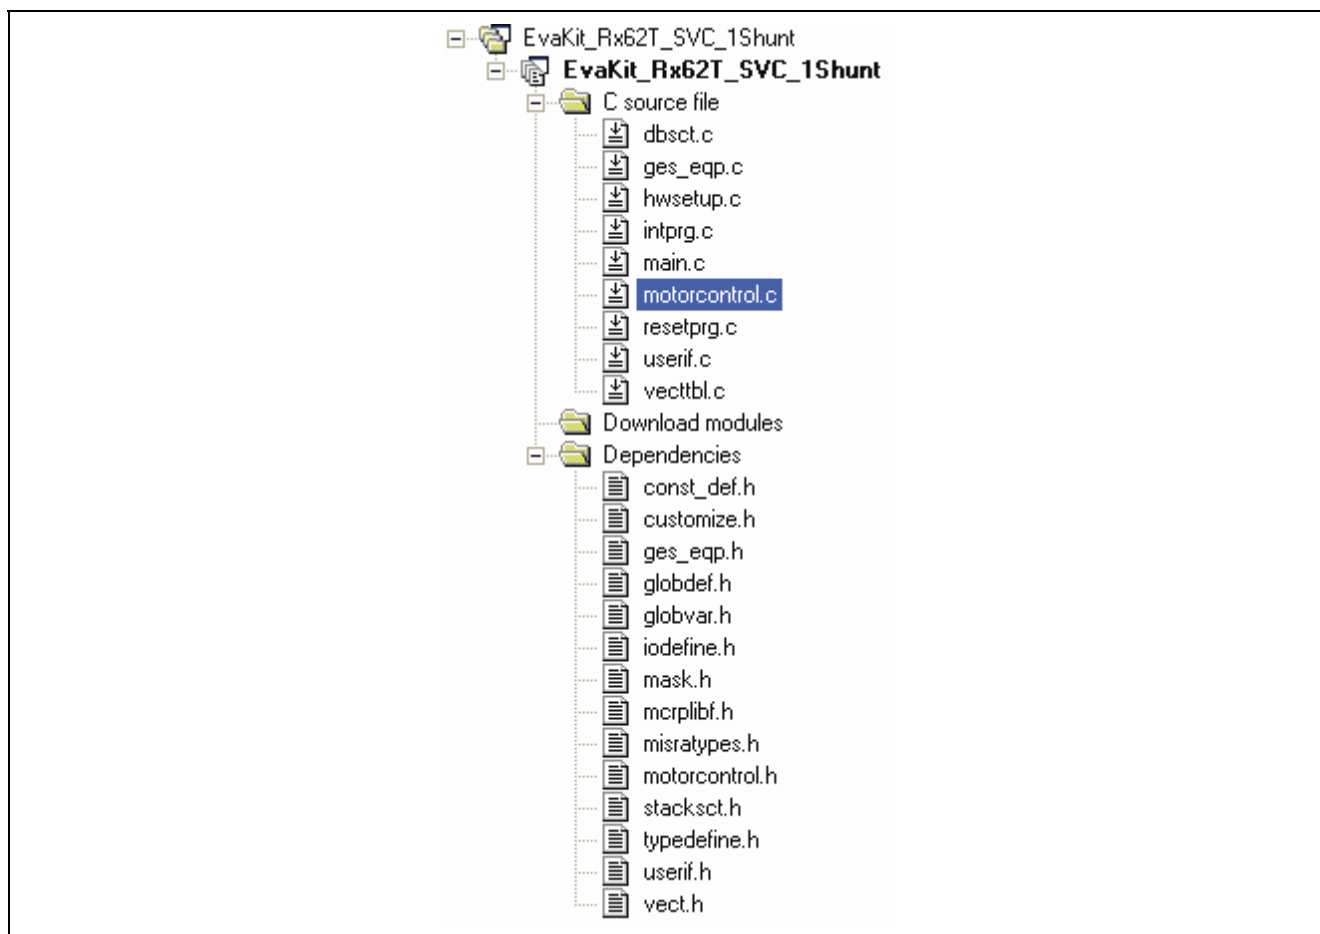 EvaKit_Rx62T_SVC_1Shunt
EvaKit_Rx62T_SVC_1Shunt
C source file
dbsct.c
ges_eqp.c
hwsetup.c
intprg.c
main.c
motorcontrol.c
resetprg.c
userif.c
vecttbl.c
Download modules
Dependencies
const_def.h
customize.h
ges_eqp.h
globdef.h
globvar.h
iodefine.h
mask.h
mcrplibf.h
misratypes.h
motorcontrol.h
stacksct.h
typedefine.h
userif.h
vect.h